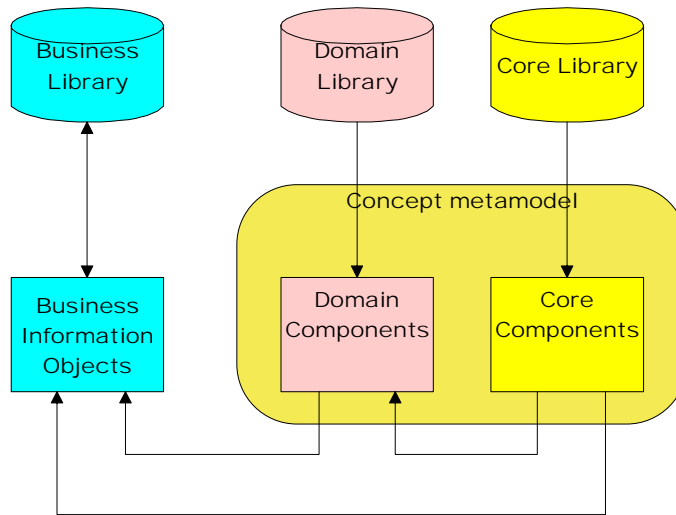 Business
Library
Domain
Library
Core Library
Concept metamodel
Business
Information
Objects
Domain
Components
Core
Components